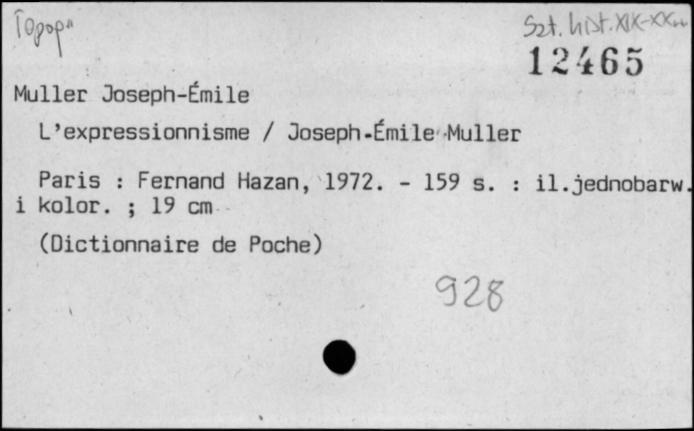 Szt. hist. XIX-XX w
12465
Muller Joseph-Émile
L'expressionnisme / Joseph-Émile Muller
Paris : Fernand Hazan, 1972. - 159 s. : il.jednobarw.
i kolor. ; 19 cm
(Dictionnaire de Poche)
928